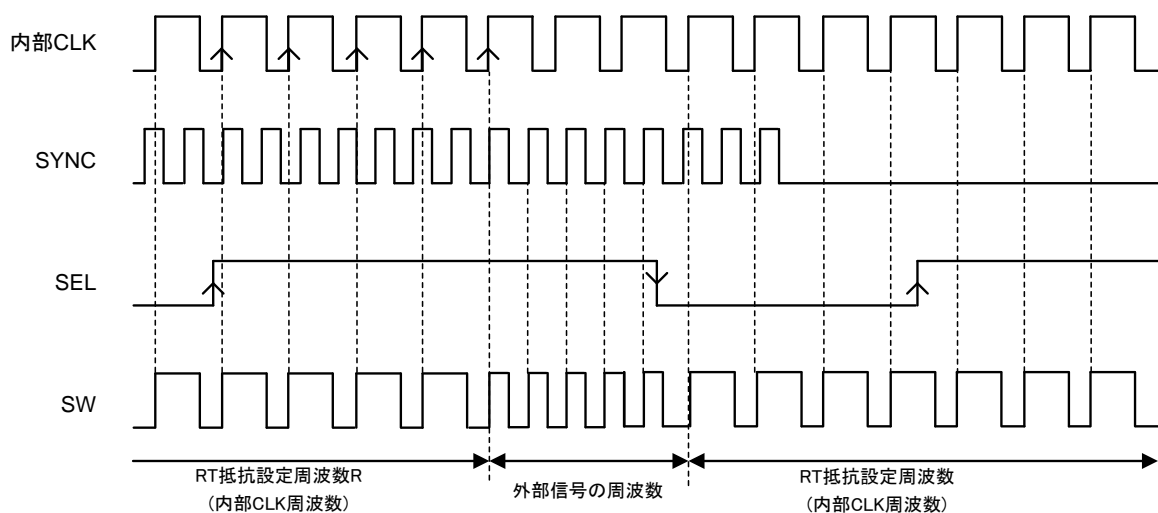 内部CLK
SYNC
SEL
SW
RT抵抗設定周波数R
(内部CLK周波数)
外部信号の周波数
RT抵抗設定周波数
(内部CLK周波数)